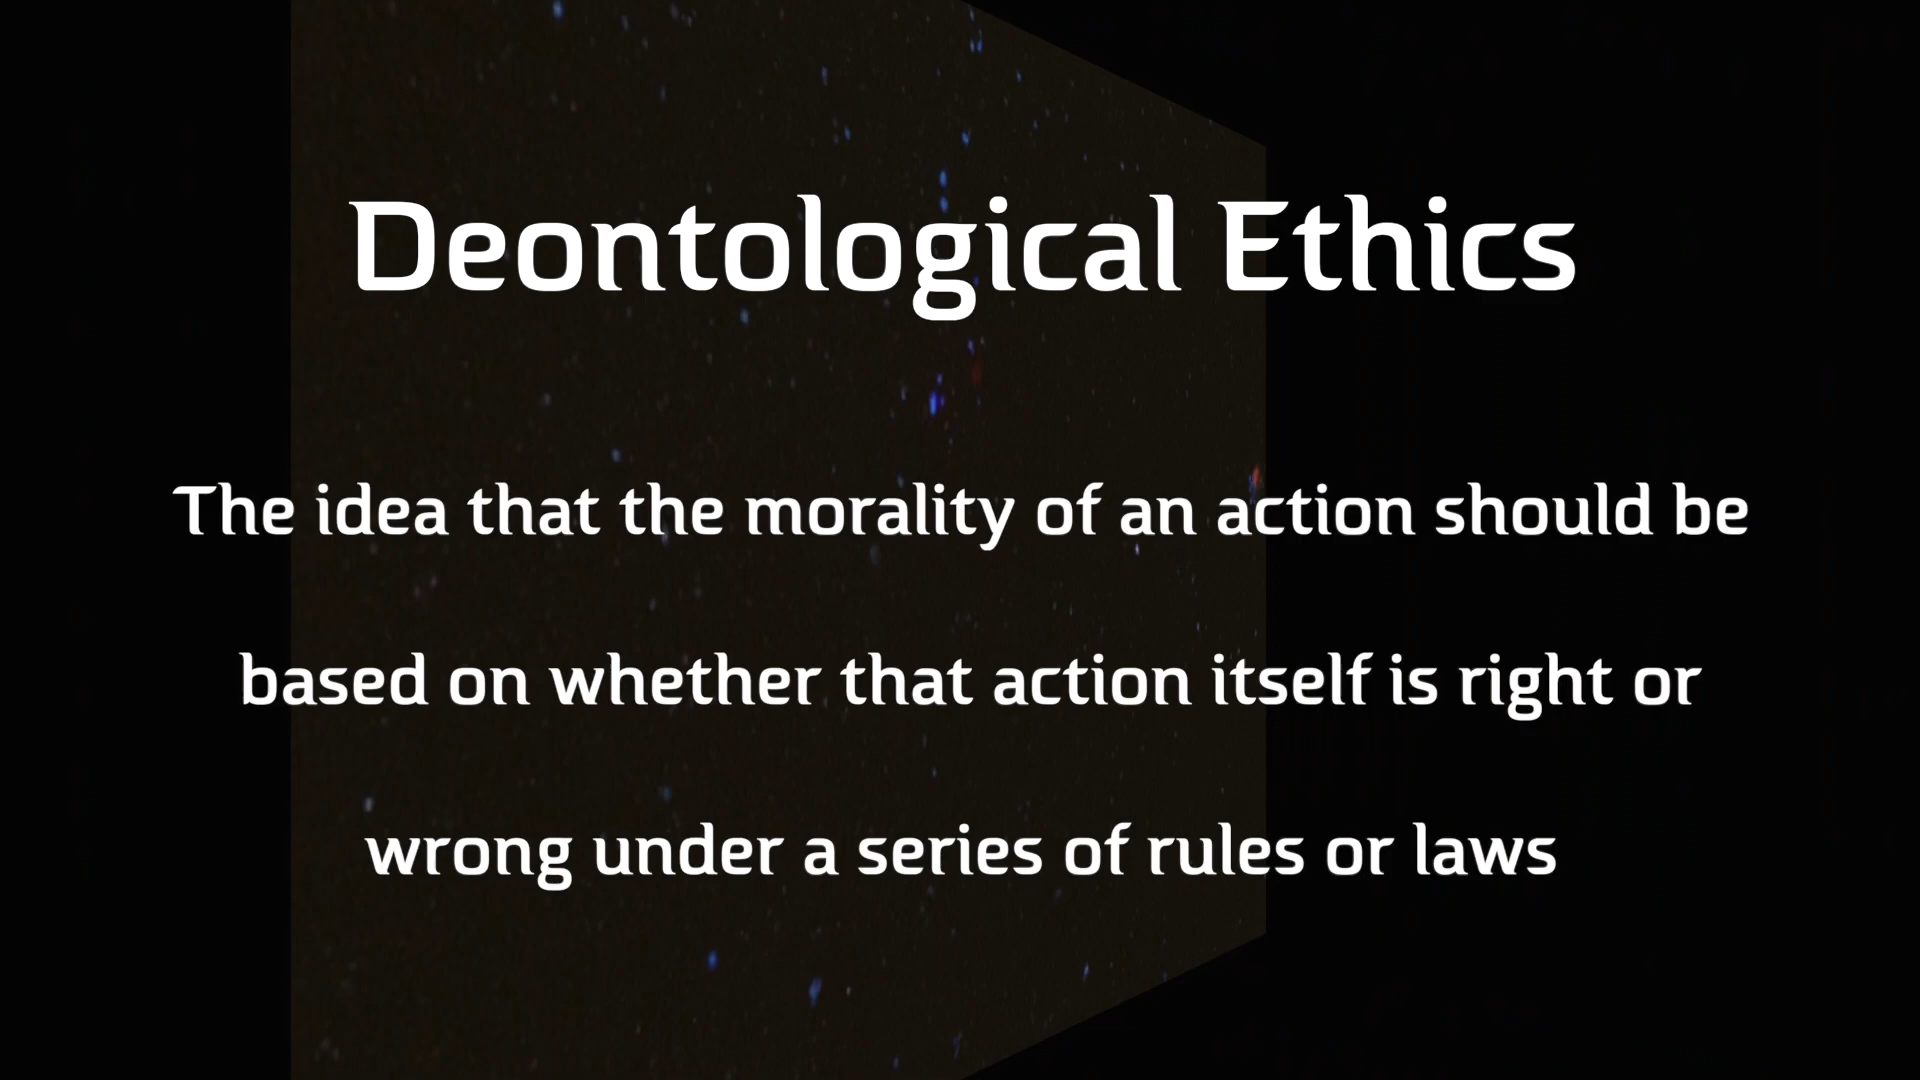 Deontological Ethics
The idea that the morality of an action should be
based on whether that action itself is right or
wrong under a series of rules or laws